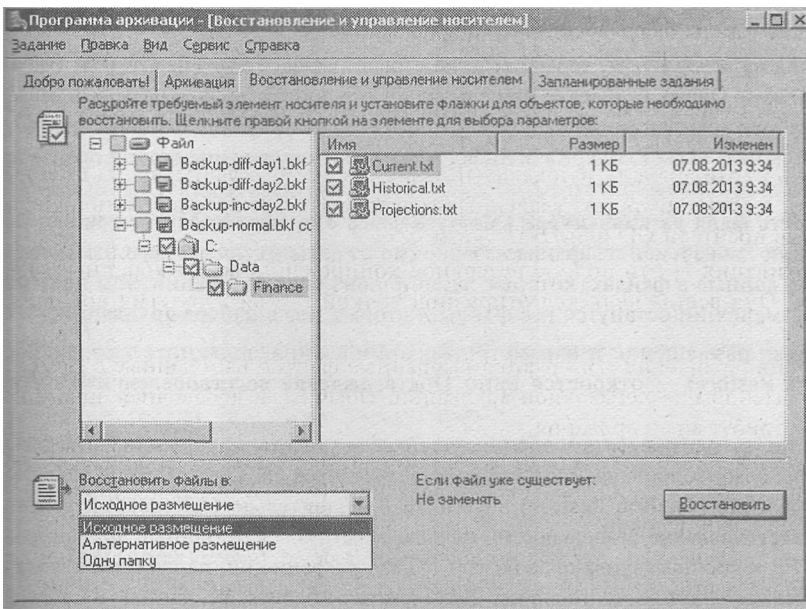 Программа архивации - [Восстановление и управление носителем]
Задание Правка Вид Сервис Справка
Добро пожаловать! Архивация Восстановление и управление носителем Запланированные задания
Раскройте требуемый элемент носителя и установите флажки для объектов, которые необходимо
восстановить. Щелкните правой кнопкой на элементе для выбора параметров:
Файл
Backup-diff-day1.bkf
Backup-diff-day2.bkf
Backup-inc-day2.bkf
Backup-normal.bkf сс
C:
Data
Finance
Имя Размер Изменен
Current.txt 1 КБ 07.08.2013 9:34
Historical.txt 1 КБ 07.08.2013 9:34
Projections.txt 1 КБ 07.08.2013 9:34
Восстановить файлы в:
Исходное размещение
Исходное размещение
Альтернативное размещение
Одну папку
Если файл уже существует:
Не заменять
Восстановить